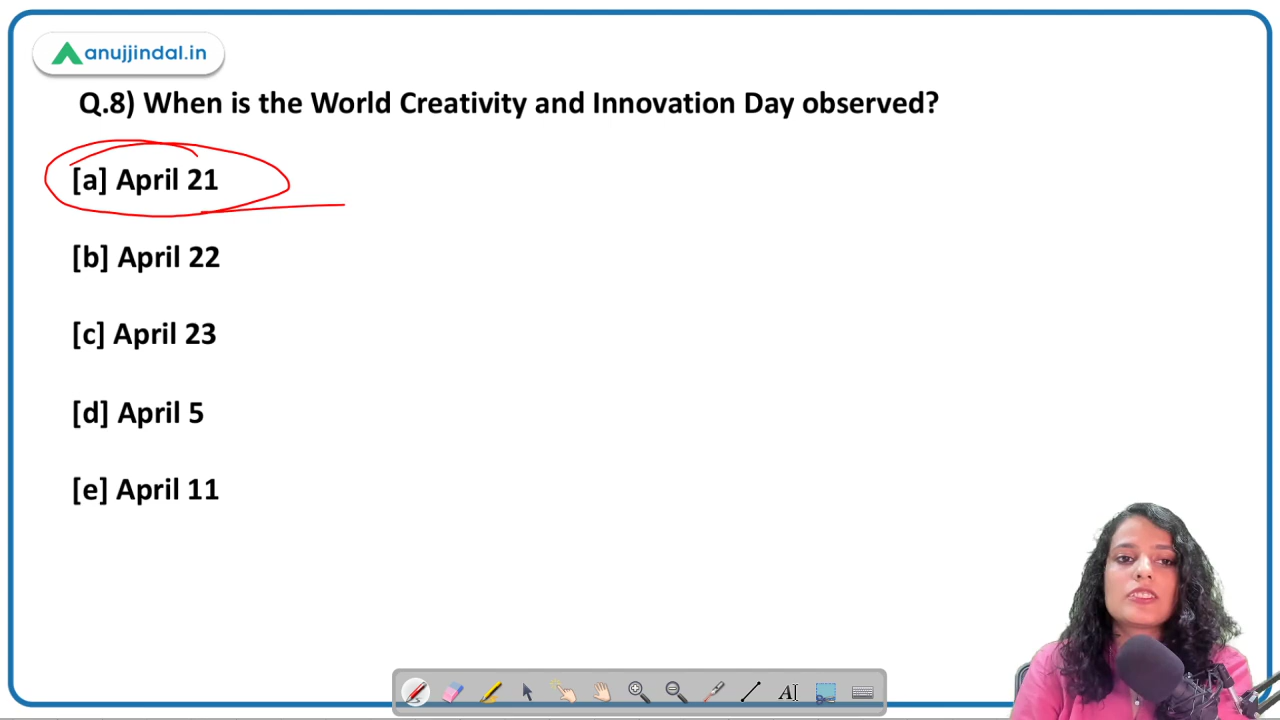 anujjindal.in
Q.8) When is the World Creativity and Innovation Day observed?
[a] April 21
[b] April 22
[c] April 23
[d] April 5
[e] April 11
AI